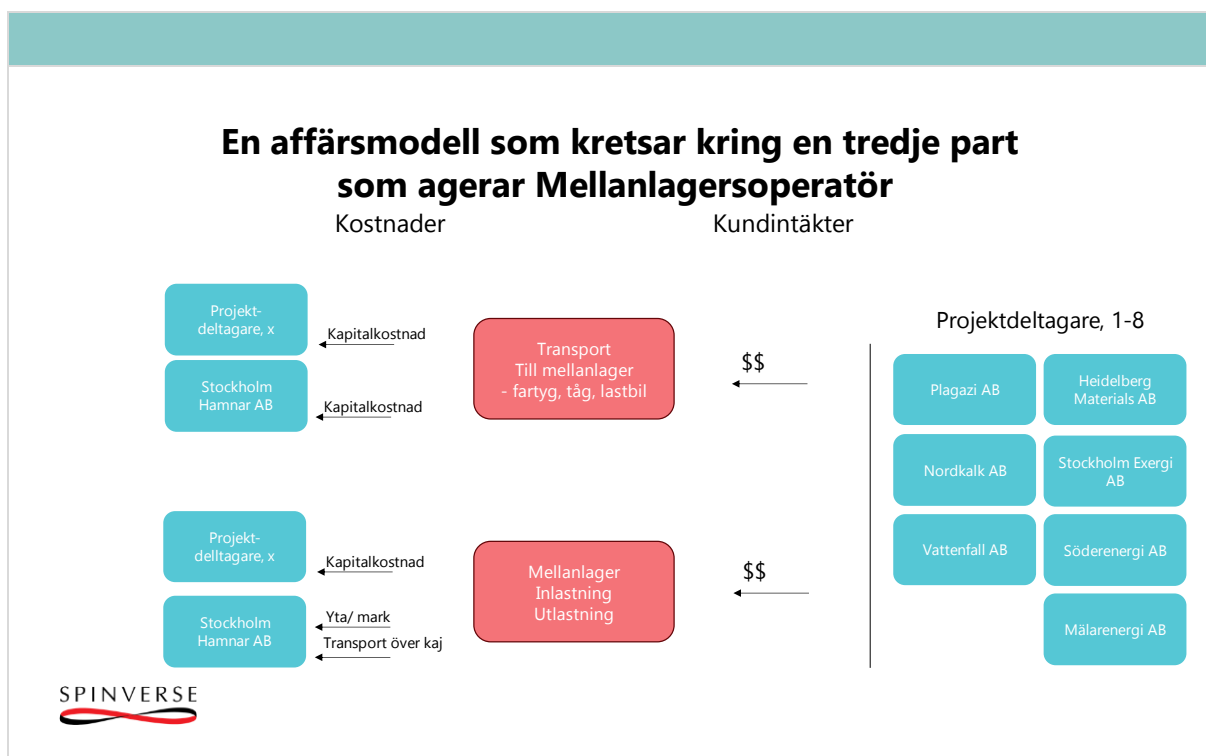 En affärsmodell som kretsar kring en tredje part
som agerar Mellanlagersoperatör
Kostnader
Kundintäkter
Projekt-
deltagare, x
Kapitalkostnad
Stockholm
Hamnar AB
Kapitalkostnad
Transport
Till mellanlager
- fartyg, tåg, lastbil
$$
Projekt-
delltagare, x
Kapitalkostnad
Stockholm
Hamnar AB
Yta/ mark
Transport över kaj
Mellanlager
Inlastning
Utlastning
$$
Projektdeltagare, 1-8
Plagazi AB
Heidelberg
Materials AB
Nordkalk AB
Stockholm Exergi
AB
Vattenfall AB
Söderenergi AB
Mälarenergi AB
SPINVERSE